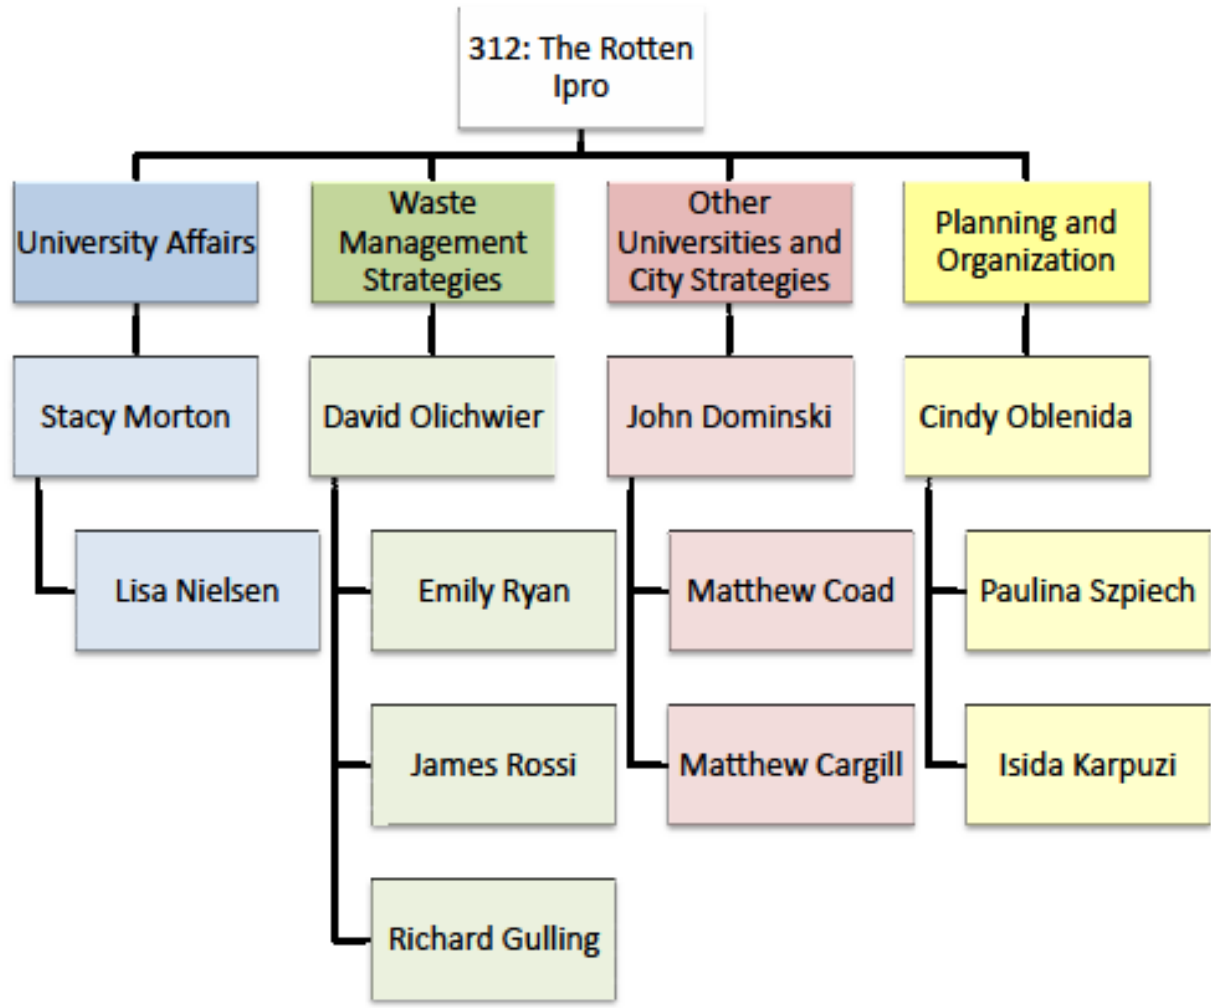 312: The Rotten
Ipro
University Affairs
Waste
Management
Strategies
Other
Universities and
City Strategies
Planning and
Organization
Stacy Morton
David Olichwier
John Dominski
Cindy Oblenida
Lisa Nielsen
Emily Ryan
Matthew Coad
Paulina Szpiech
James Rossi
Matthew Cargill
Isida Karpuzi
Richard Gulling